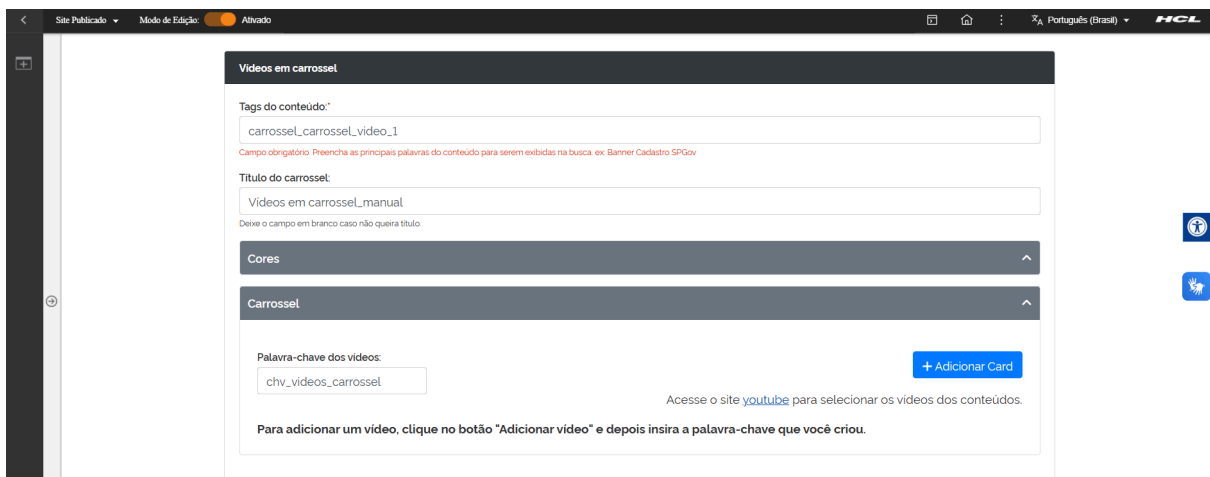 Site Publicado
Modo de Edição:
Ativado
Português (Brasil)
HCL
Vídeos em carrossel
Tags do conteúdo:*
carrossel_carrossel_video_1
Campo obrigatório. Preencha as principais palavras do conteúdo para serem exibidas na busca. ex: Banner Cadastro SPGov
Título do carrossel:
Vídeos em carrossel_manual
Deixe o campo em branco caso não queira título.
Cores
Carrossel
Palavra-chave dos vídeos:
+ Adicionar Card
chv_videos_carrossel
Acesse o site youtube para selecionar os vídeos dos conteúdos.
Para adicionar um vídeo, clique no botão "Adicionar vídeo" e depois insira a palavra-chave que você criou.